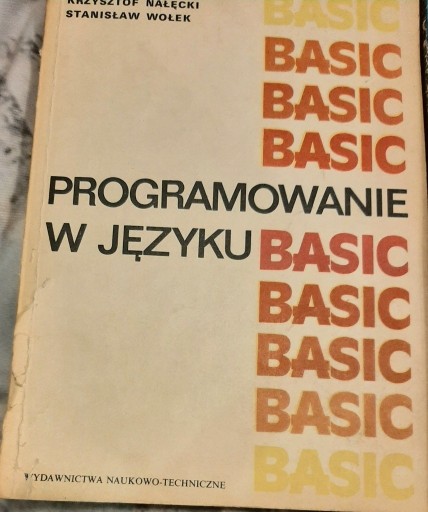 KRZYSZTOF NAŁĘCKI
STANISŁAW WOŁEK
BASIC
BASIC
BASIC
BASIC
PROGRAMOWANIE
W JĘZYKU BASIC
BASIC
BASIC
BASIC
BASIC
WYDAWNICTWA NAUKOWO-TECHNICZNE